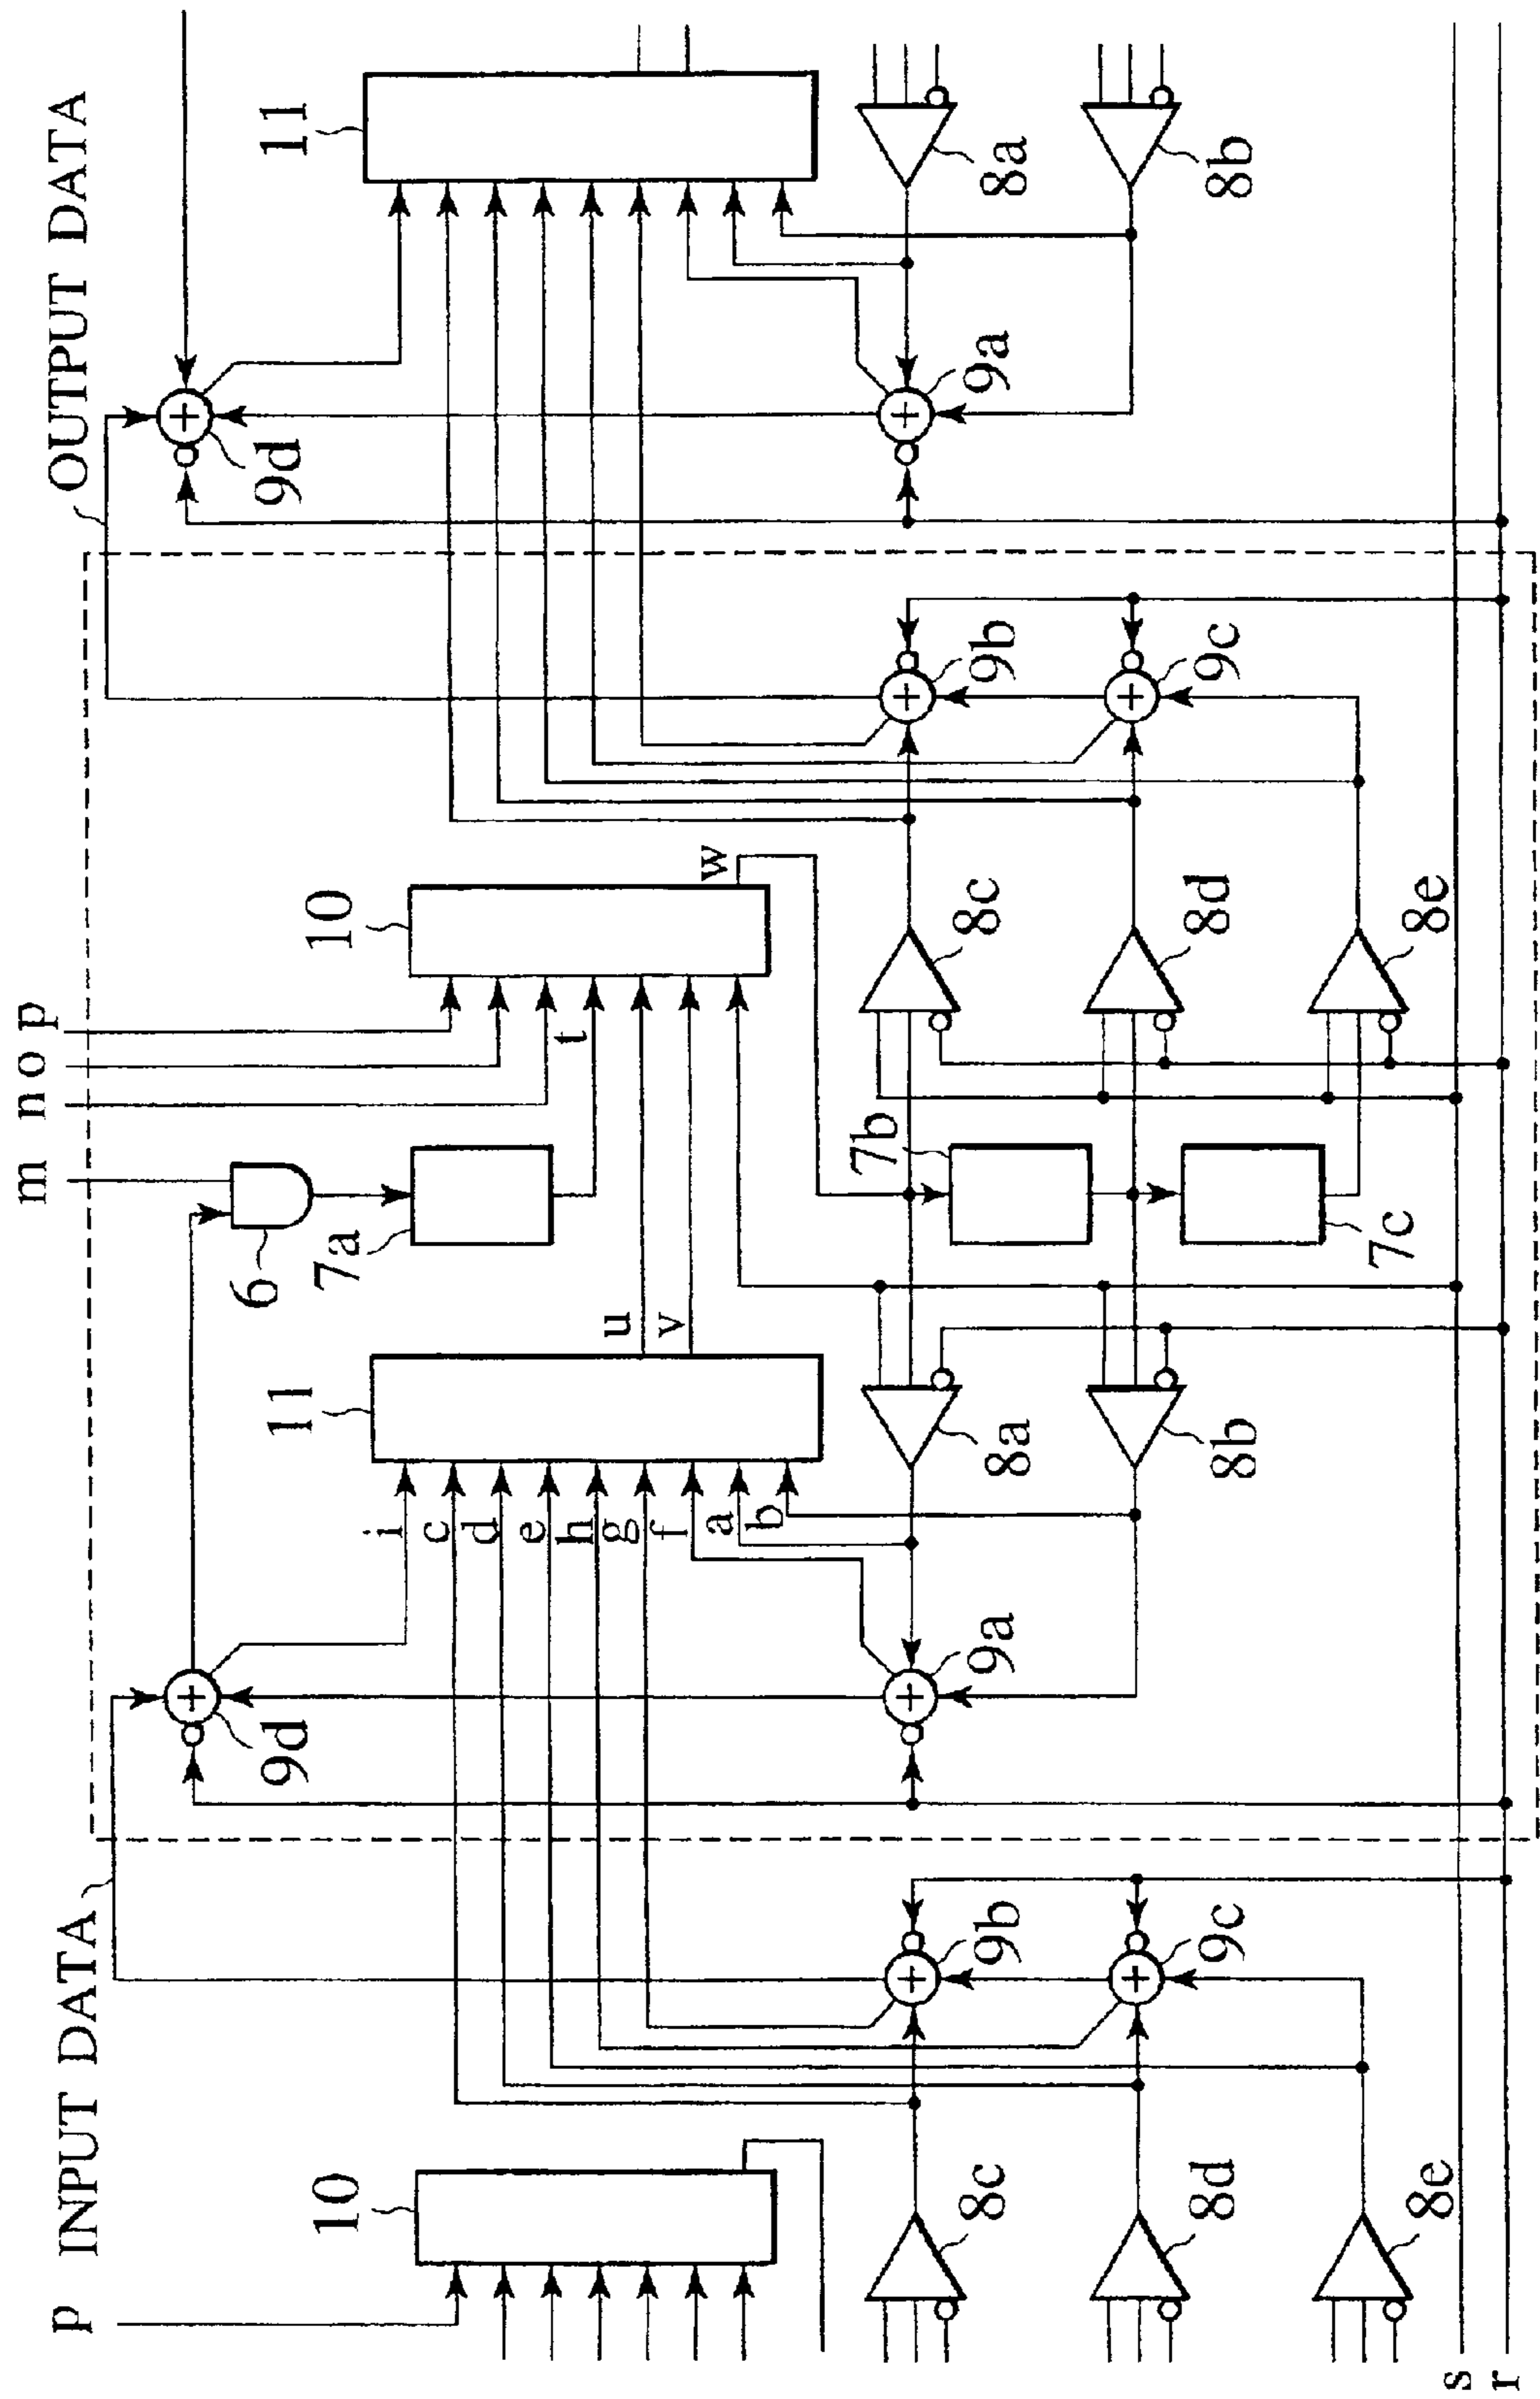 m n o p
p INPUT DATA OUTPUT DATA
6
9d 9d
11 11
10 7a 10
i
c
d
e
h
g
f
a
b
t
u
v
w
7b
8c 9b 9a 8a 8c 9b 9a 8a
8d 9c 8b 8d 9c 8b
7c
8e 8e
s
r